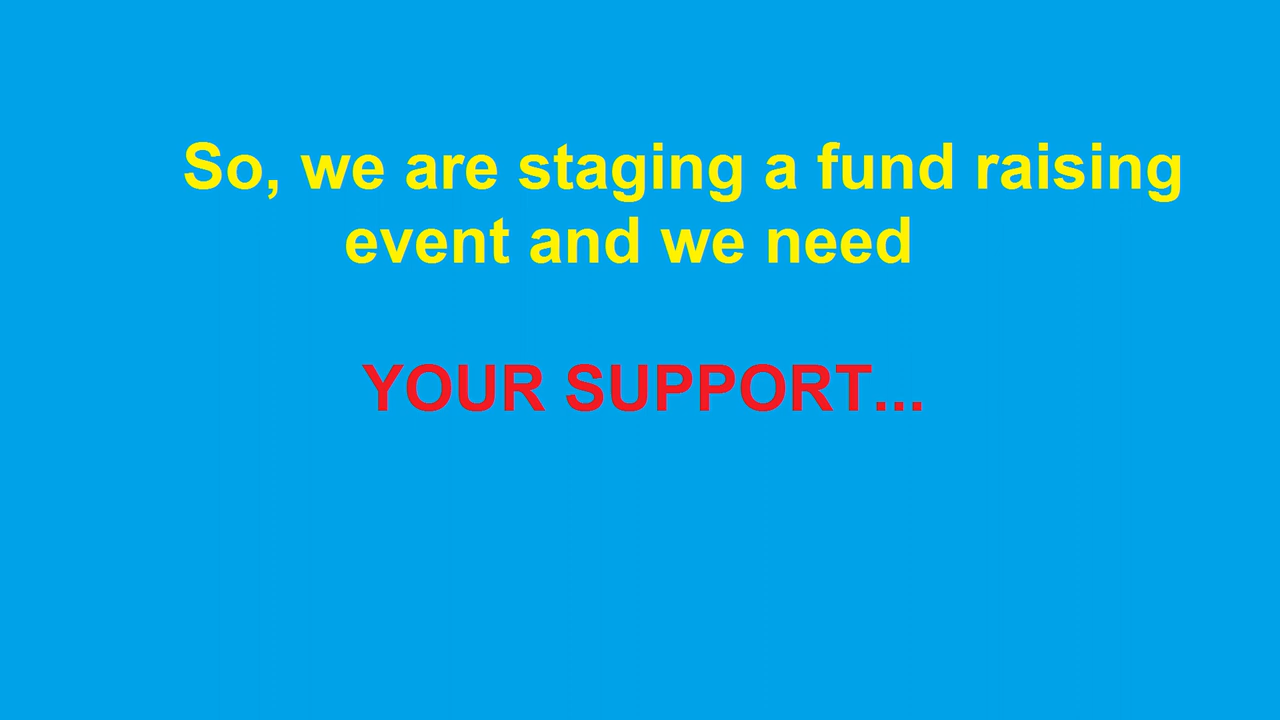 So, we are staging a fund raising
event and we need
YOUR SUPPORT...